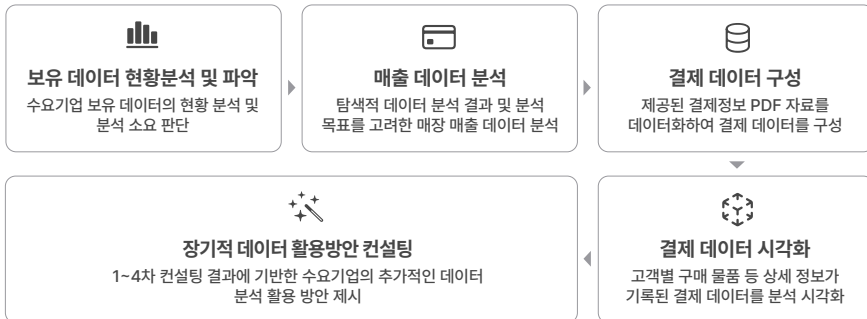 보유 데이터 현황분석 및 파악
수요기업 보유 데이터의 현황 분석 및
분석 소요 판단
매출 데이터 분석
탐색적 데이터 분석 결과 및 분석
목표를 고려한 매장 매출 데이터 분석
결제 데이터 구성
제공된 결제정보 PDF 자료를
데이터화하여 결제 데이터를 구성
결제 데이터 시각화
고객별 구매 물품 등 상세 정보가
기록된 결제 데이터를 분석 시각화
장기적 데이터 활용방안 컨설팅
1~4차 컨설팅 결과에 기반한 수요기업의 추가적인 데이터
분석 활용 방안 제시